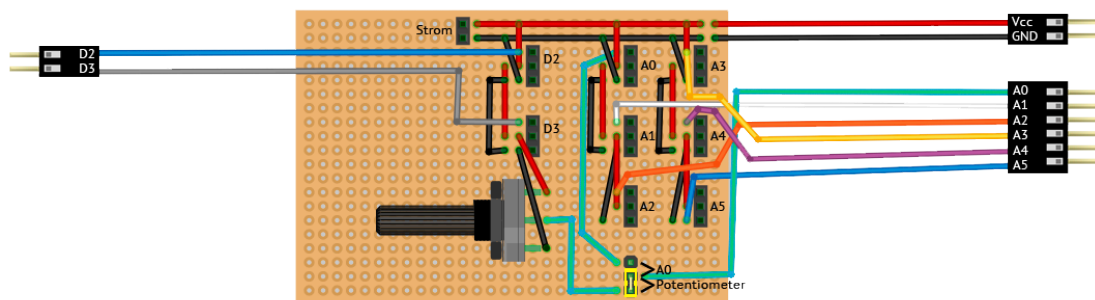 Strom
Vcc
GND
D2
D3
D2
A0
A3
D3
A1
A4
A2
A5
A0
Potentiometer
A0
A1
A2
A3
A4
A5